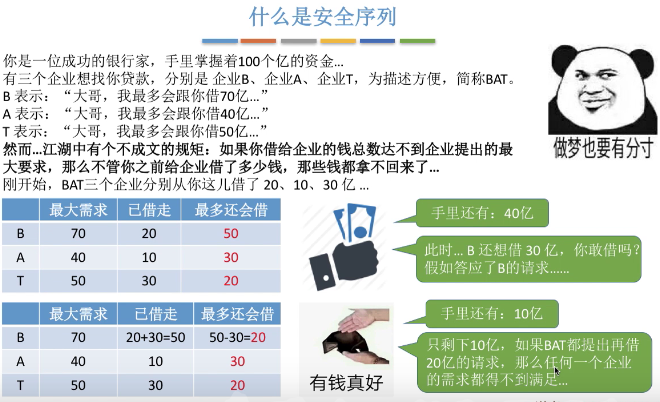 什么是安全序列
你是一位成功的银行家，手里掌握着100个亿的资金...
有三个企业想找你贷款，分别是 企业B、企业A、企业T，为描述方便，简称BAT。
B 表示：“大哥，我最多会跟你借70亿...”
A 表示：“大哥，我最多会跟你借40亿...”
T 表示：“大哥，我最多会跟你借50亿...”
然而...江湖中有个不成文的规矩：如果你借给企业的钱总数达不到企业提出的最
大要求，那么不管你之前给企业借了多少钱，那些钱都拿不回来了...
刚开始，BAT三个企业分别从你这儿借了 20、10、30 亿 ...
做梦也要有分寸
最大需求 已借走 最多还会借
B 70 20 50
A 40 10 30
T 50 30 20
手里还有：40亿
此时... B 还想借 30 亿，你敢借吗？
假如答应了B的请求......
最大需求 已借走 最多还会借
B 70 20+30=50 50-30=20
A 40 10 30
T 50 30 20
有钱真好
手里还有：10亿
只剩下10亿，如果BAT都提出再借
20亿的请求，那么任何一个企业
的需求都得不到满足...